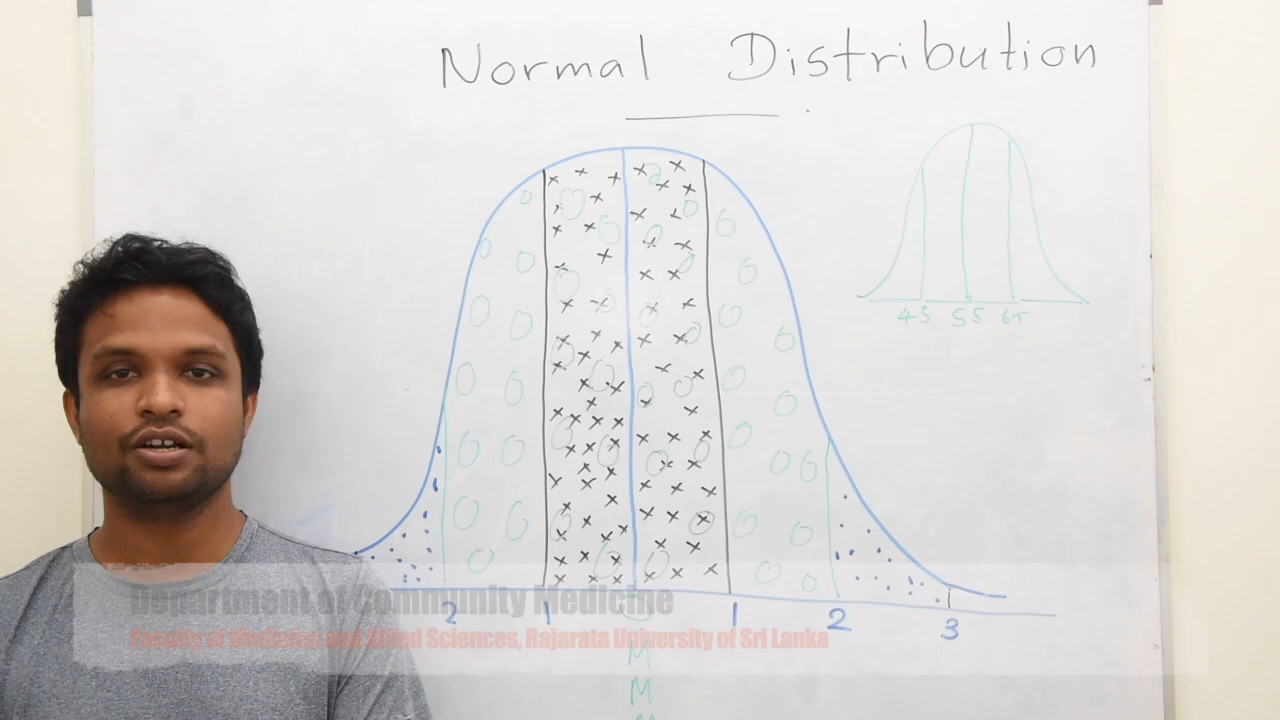 Normal Distribution
43 55 65
2 1 1 2 3
Department of Community Medicine
Faculty of Medicine and Allied Sciences, Rajarata University of Sri Lanka
M
M